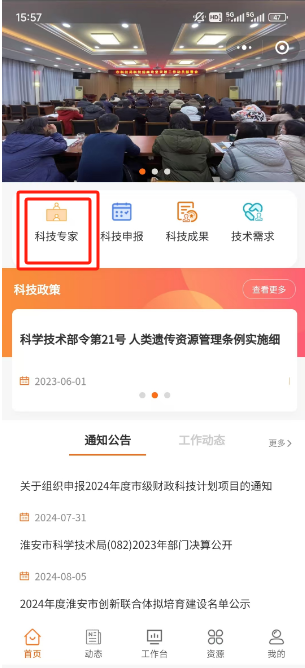 15:57
HD 5G 5G 47
科技专家
科技申报
科技成果
技术需求
科技政策
查看更多
科学技术部令第21号 人类遗传资源管理条例实施细
2023-06-01
通知公告
工作动态
更多
关于组织申报2024年度市级财政科技计划项目的通知
2024-07-31
淮安市科学技术局(082)2023年部门决算公开
2024-08-05
2024年度淮安市创新联合体拟培育建设名单公示
首页
动态
工作台
资源
我的